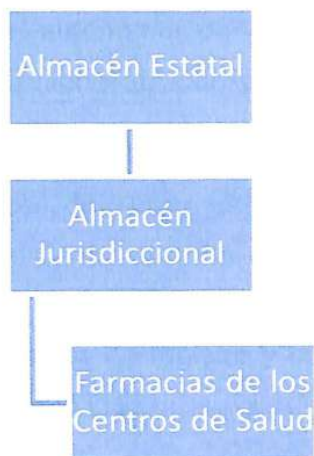 Almacén Estatal
Almacén
Jurisdiccional
Farmacias de los
Centros de Salud